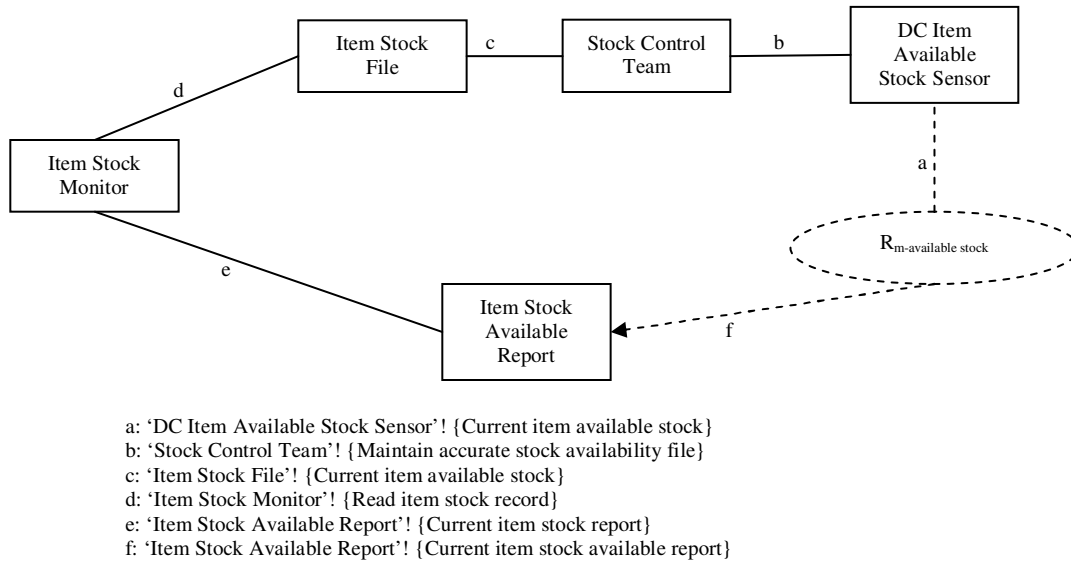 Item Stock
File
c
Stock Control
Team
b
DC Item
Available
Stock Sensor
d
Item Stock
Monitor
a
R m-available stock
e
Item Stock
Available
Report
f
a: ‘DC Item Available Stock Sensor’! {Current item available stock}
b: ‘Stock Control Team’! {Maintain accurate stock availability file}
c: ‘Item Stock File’! {Current item available stock}
d: ‘Item Stock Monitor’! {Read item stock record}
e: ‘Item Stock Available Report’! {Current item stock report}
f: ‘Item Stock Available Report’! {Current item stock available report}